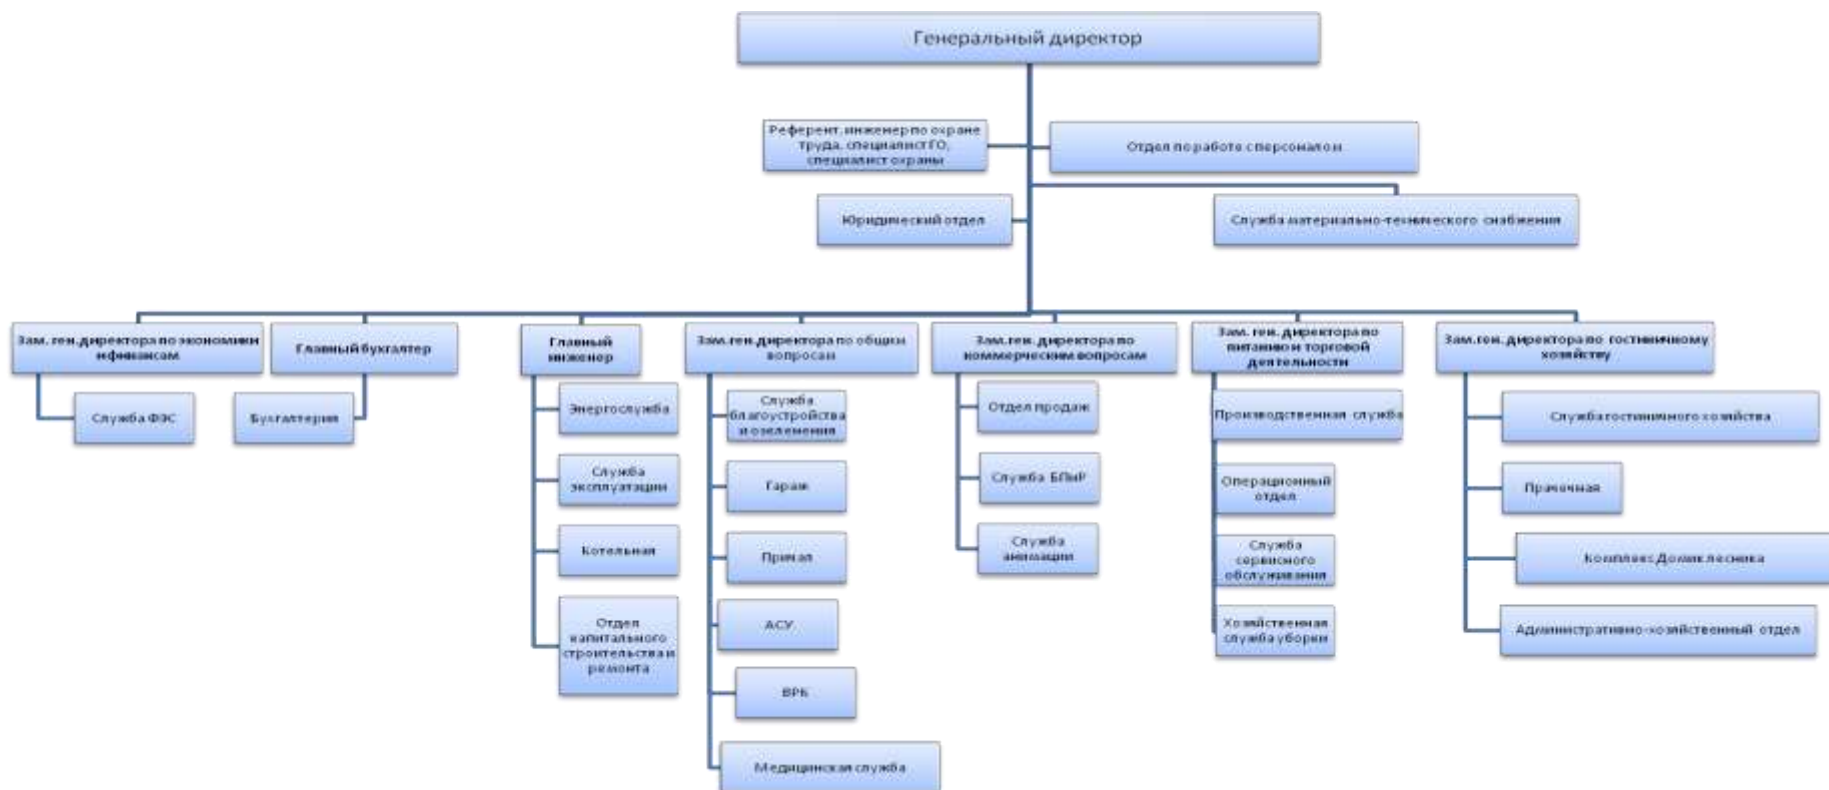 Генеральный директор
Референт, инженер по охране
труда, специалист ГО,
специалист охраны
Отдел по работе с персоналом
Юридический отдел
Служба материально-технического снабжения
Зам. ген. директора по экономики
и финансам
Главный бухгалтер
Главный
инженер
Зам. ген. директора по общим
вопросам
Зам. ген. директора по
коммерческим вопросам
Зам. ген. директора по
питанию и торговой
деятельности
Зам. ген. директора по гостиничному
хозяйству
Служба ФЭС
Бухгалтерия
Энергослужба
Служба
эксплуатации
Котельная
Отдел
капитального
строительства и
ремонта
Служба
благоустройства
и озеленения
Гараж
Причал
АСУ
ВРК
Медицинская служба
Отдел продаж
Служба БПиР
Служба
анимации
Производственная служба
Операционный
отдел
Служба
сервисного
обслуживания
Хозяйственная
служба уборки
Служба гостиничного хозяйства
Прачечная
Комплекс Домик лесника
Административно-хозяйственный отдел